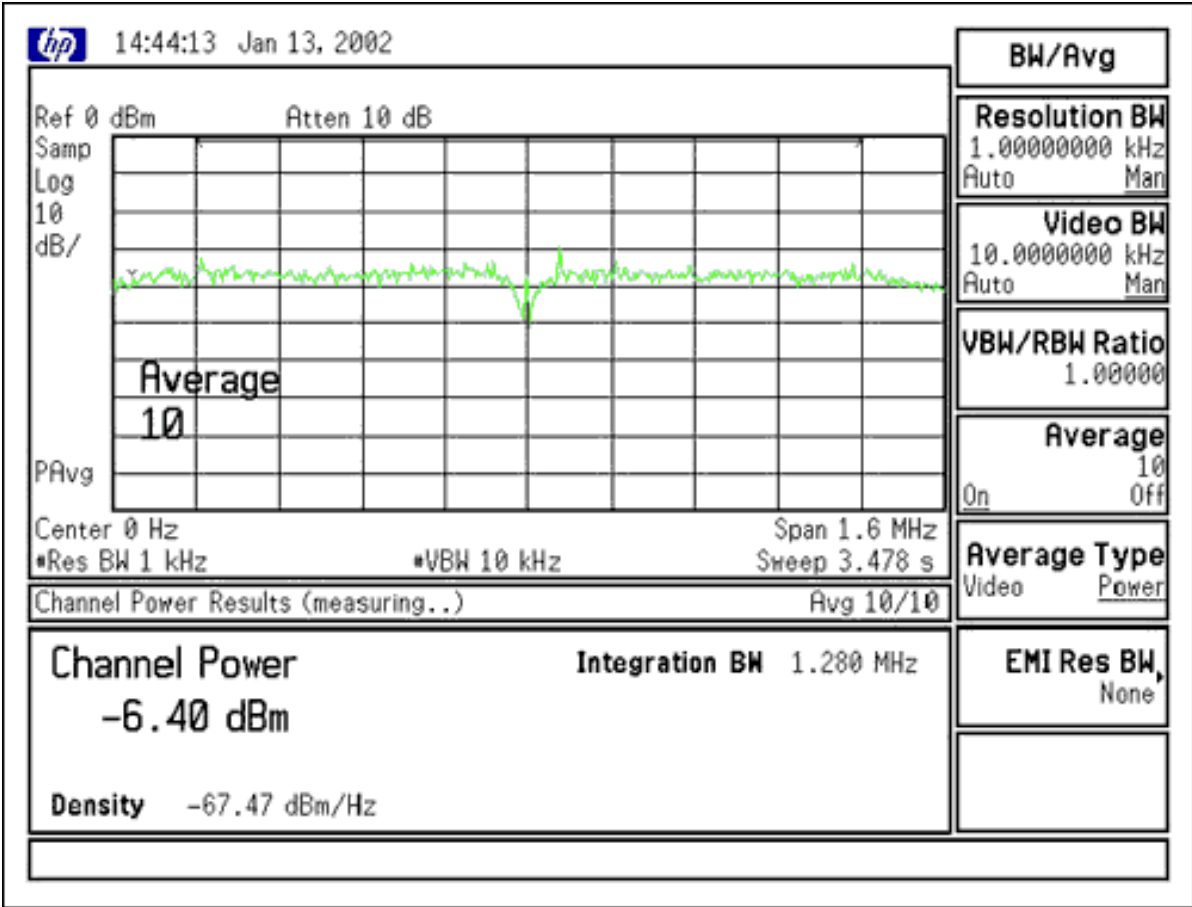 hp 14:44:13 Jan 13, 2002
Ref 0 dBm Atten 10 dB
Samp
Log
10
dB/
Average
10
PAvg
Center 0 Hz Span 1.6 MHz
*Res BW 1 kHz *VBW 10 kHz Sweep 3.478 s
Channel Power Results (measuring..) Avg 10/10
Channel Power
-6.40 dBm
Integration BW 1.280 MHz
Density -67.47 dBm/Hz
BW/Avg
Resolution BW
1.00000000 kHz
Auto Man
Video BW
10.0000000 kHz
Auto Man
VBW/RBW Ratio
1.00000
Average
10
On Off
Average Type
Video Power
EMI Res BW
None